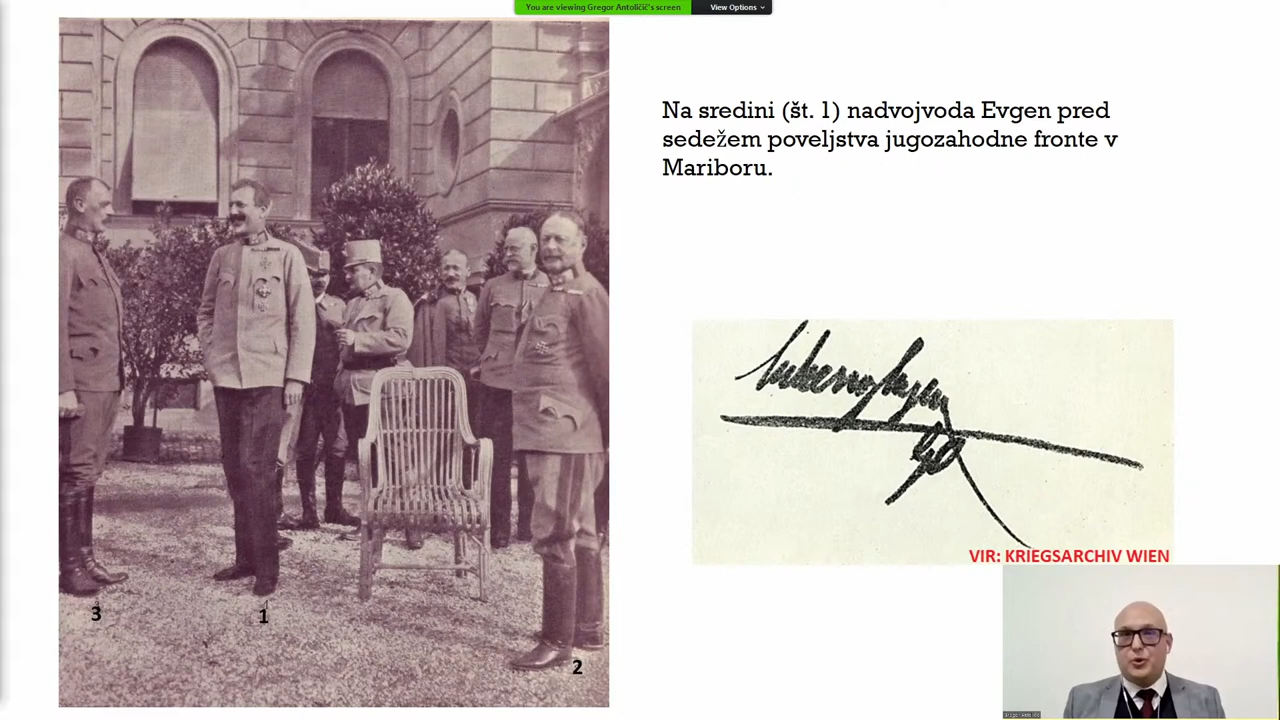 You are viewing Gregor Antoličič's screen
View Options
Na sredini (št. 1) nadvojvoda Evgen pred
sedežem poveljstva jugozahodne fronte v
Mariboru.
VIR: KRIEGSARCHIV WIEN
3
1
2